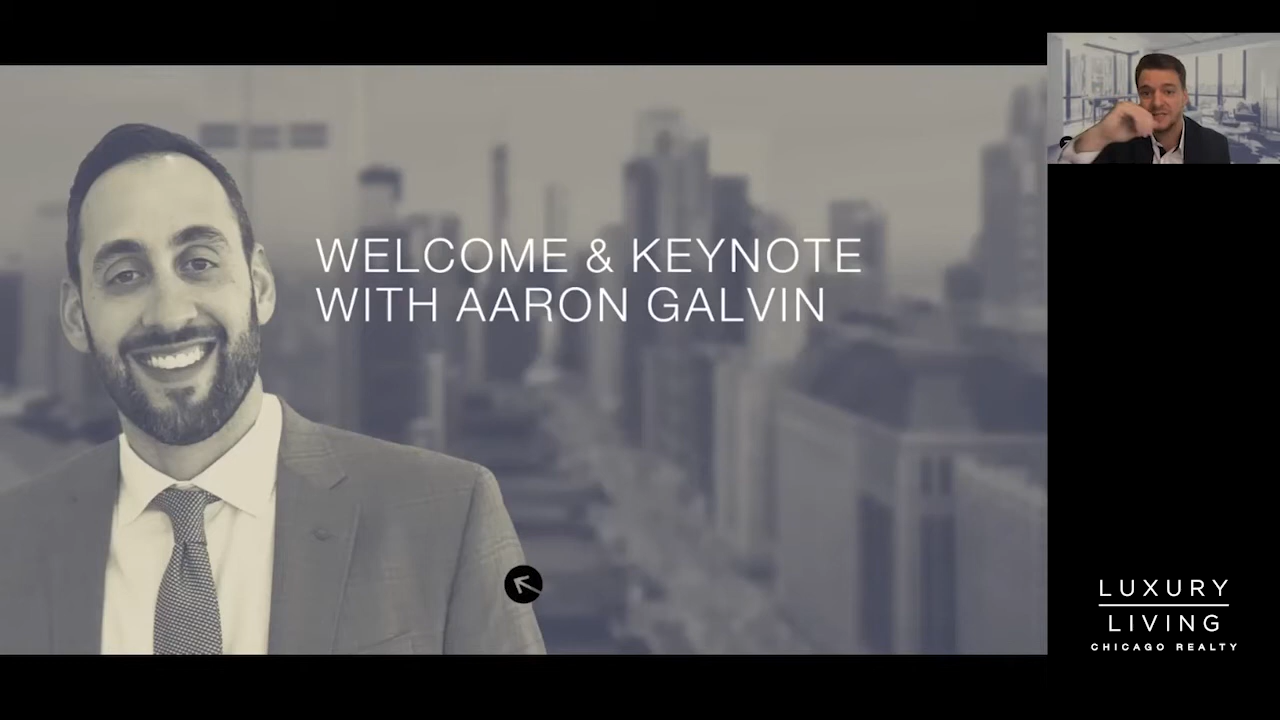 WELCOME & KEYNOTE
WITH AARON GALVIN
LUXURY
LIVING
CHICAGO REALTY